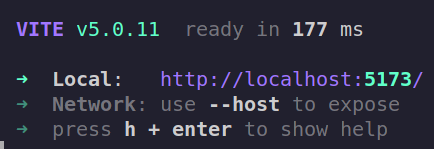 VITE v5.0.11 ready in 177 ms
➜ Local: http://localhost:5173/
➜ Network: use --host to expose
➜ press h + enter to show help